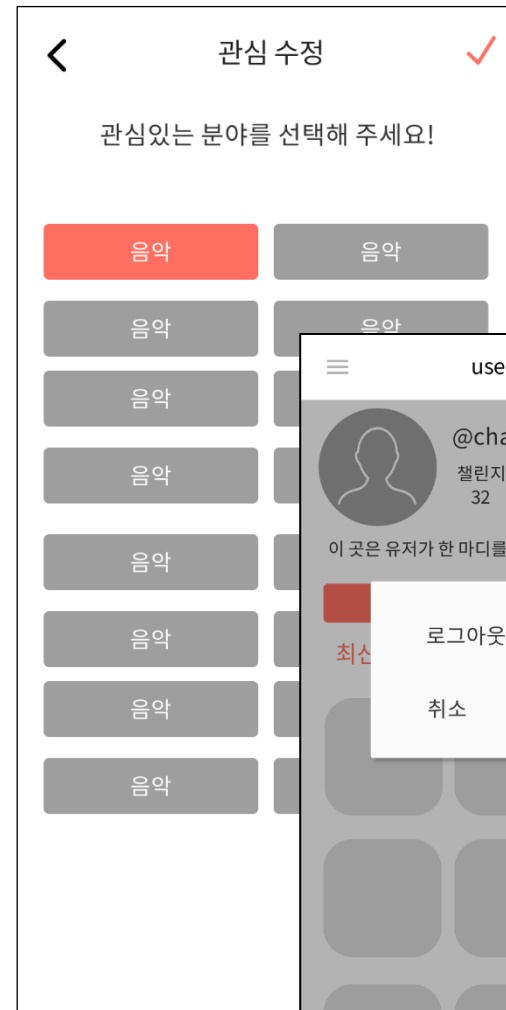 관심 수정
관심있는 분야를 선택해 주세요!
음악 음악
음악 음악
음악
음악
음악
음악
음악
음악
use
@cha
챌린지
32
이 곳은 유저가 한 마디를
최신
로그아웃
취소